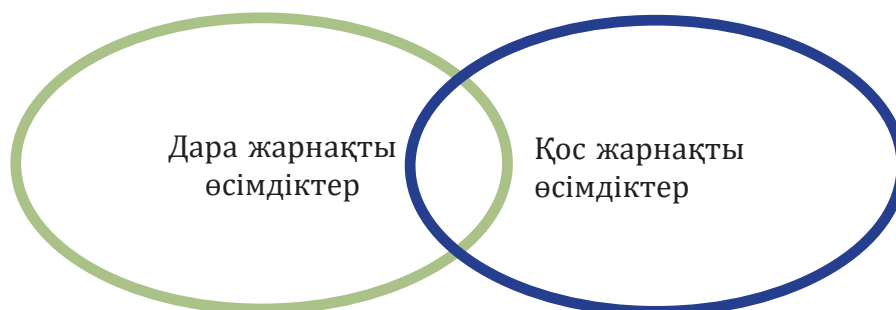 Дара жарнақты
өсімдіктер
Қос жарнақты
өсімдіктер